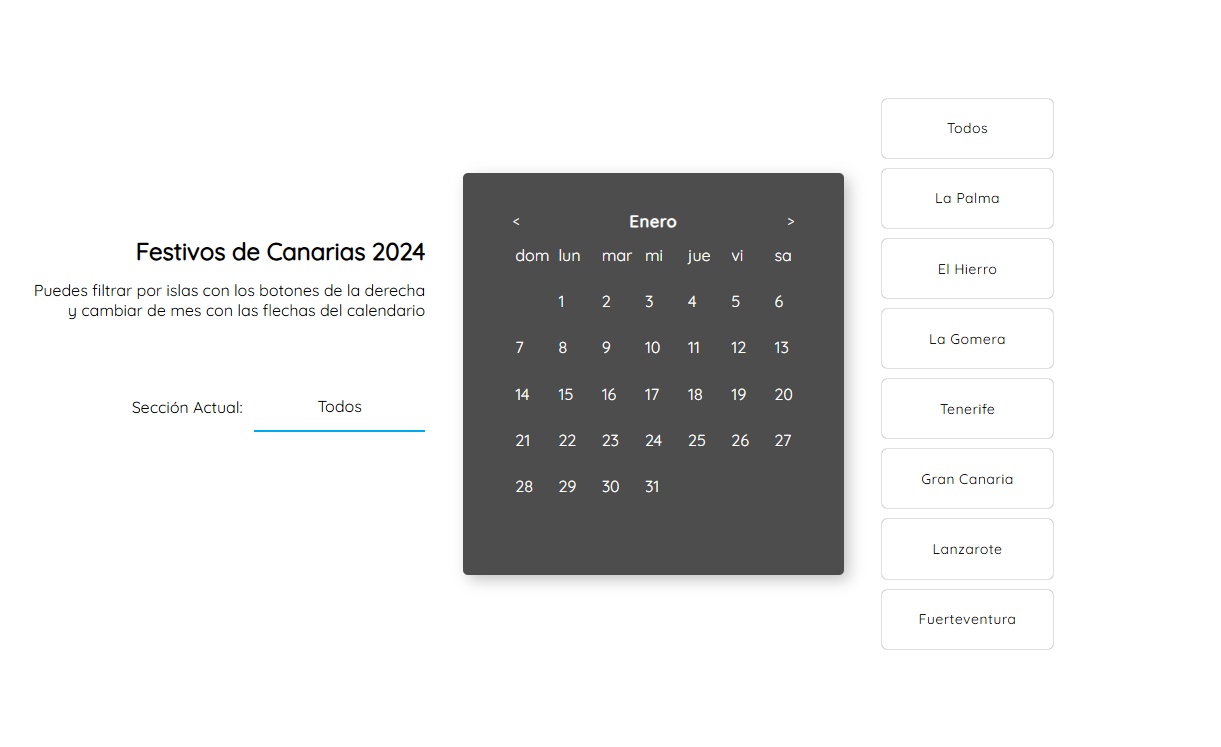 Festivos de Canarias 2024
Puedes filtrar por islas con los botones de la derecha
y cambiar de mes con las flechas del calendario
Sección Actual: Todos
< Enero >
dom lun mar mi jue vi sa
1 2 3 4 5 6
7 8 9 10 11 12 13
14 15 16 17 18 19 20
21 22 23 24 25 26 27
28 29 30 31
Todos
La Palma
El Hierro
La Gomera
Tenerife
Gran Canaria
Lanzarote
Fuerteventura